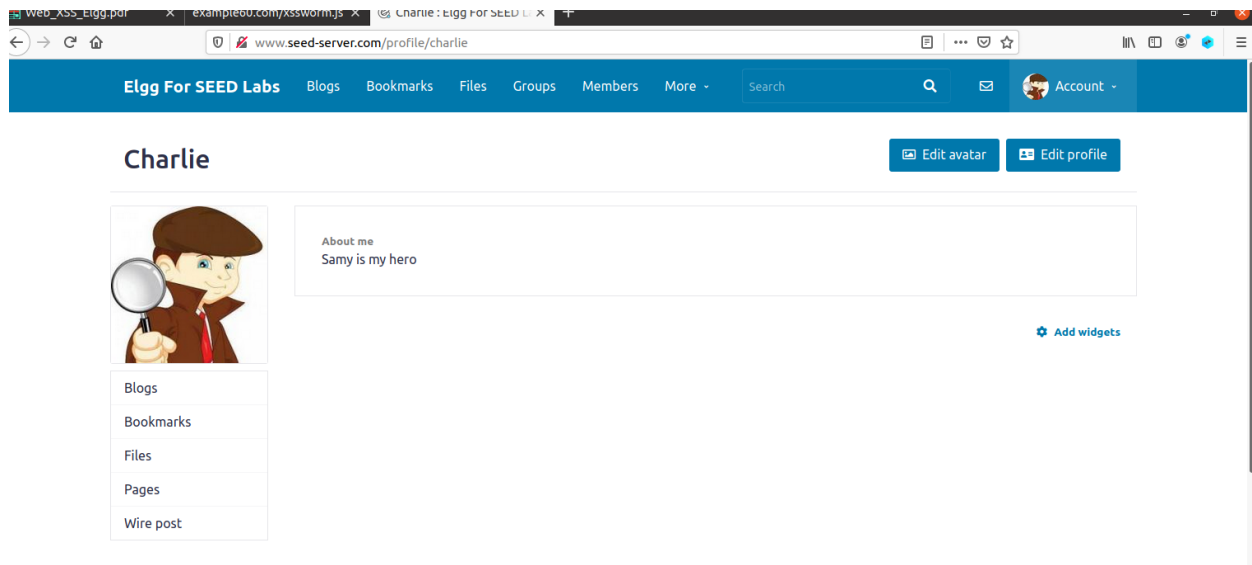 Web_XSS_Elgg.pdf × example60.com/xssworm.js × Charlie : Elgg For SEED L × +
www.seed-server.com/profile/charlie
Elgg For SEED Labs Blogs Bookmarks Files Groups Members More Search Account
Charlie Edit avatar Edit profile
About me
Samy is my hero
Add widgets
Blogs
Bookmarks
Files
Pages
Wire post